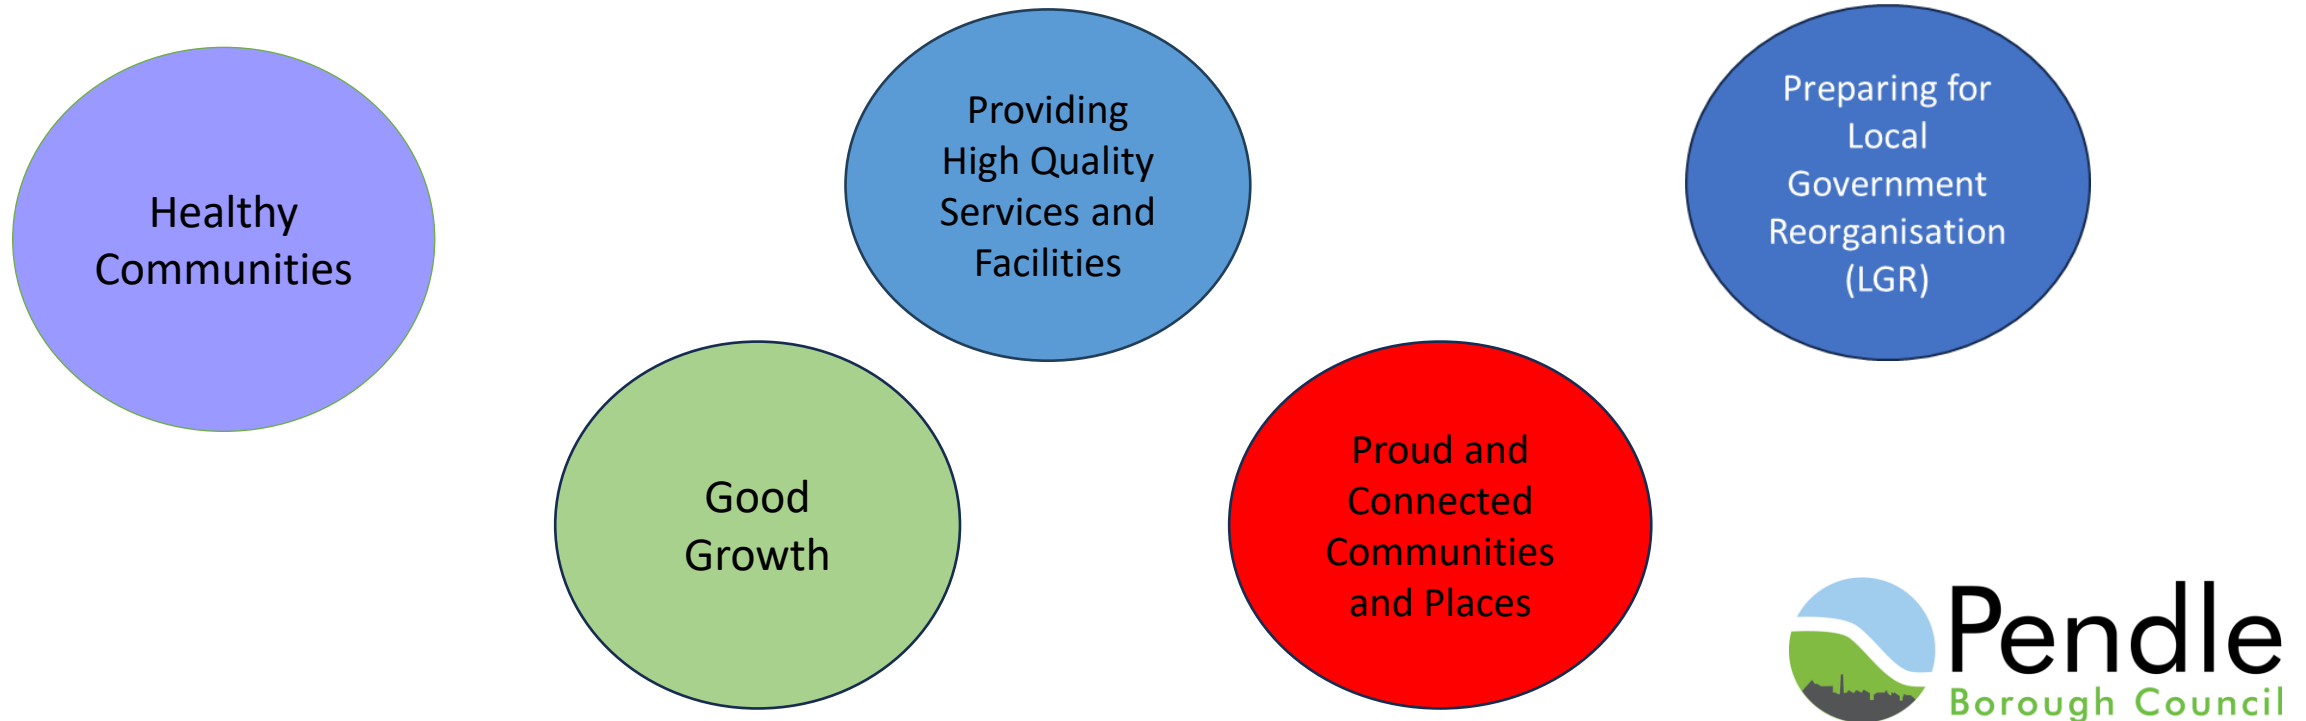 Healthy
Communities
Providing
High Quality
Services and
Facilities
Preparing for
Local
Government
Reorganisation
(LGR)
Good
Growth
Proud and
Connected
Communities
and Places
Pendle
Borough Council